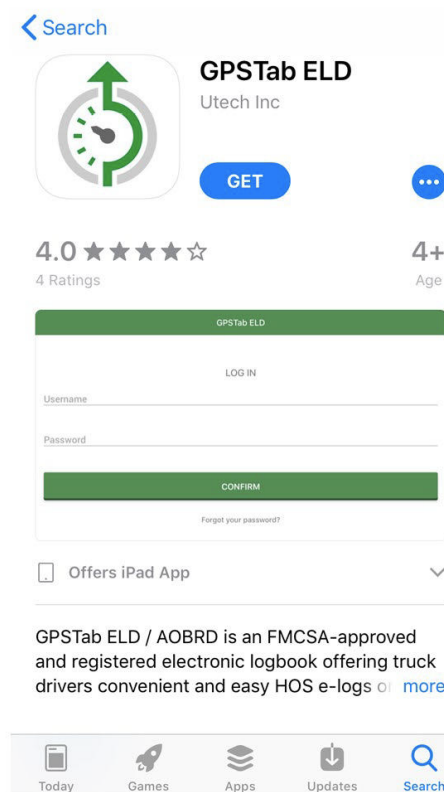 Search
GPSTab ELD
Utech Inc
GET
4.0
4+
4 Ratings
Age
GPSTab ELD
LOG IN
Username
Password
CONFIRM
Forget your password?
Offers iPad App
GPSTab ELD / AOBRD is an FMCSA-approved
and registered electronic logbook offering truck
drivers convenient and easy HOS e-logs o more
Today Games Apps Updates Search